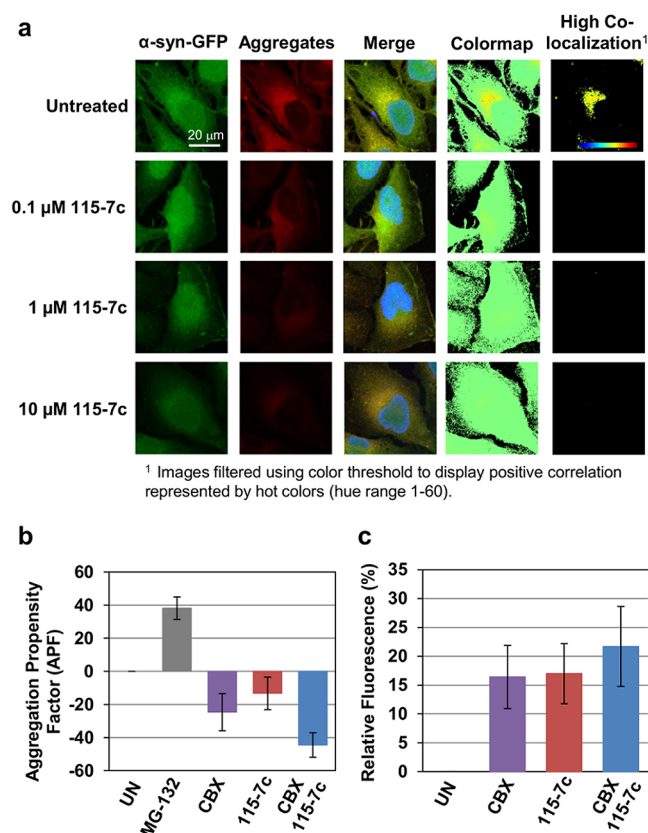 a
α-syn-GFP Aggregates Merge Colormap High Co-localization¹
Untreated
20 μm
0.1 μM 115-7c
1 μM 115-7c
10 μM 115-7c
¹ Images filtered using color threshold to display positive correlation
represented by hot colors (hue range 1-60).
b
Aggregation Propensity
Factor (APF)
60
40
20
0
-20
-40
-60
UN
MG-132
CBX
115-7c
CBX
115-7c
c
Relative Fluorescence (%)
35
30
25
20
15
10
5
0
UN
CBX
115-7c
CBX
115-7c